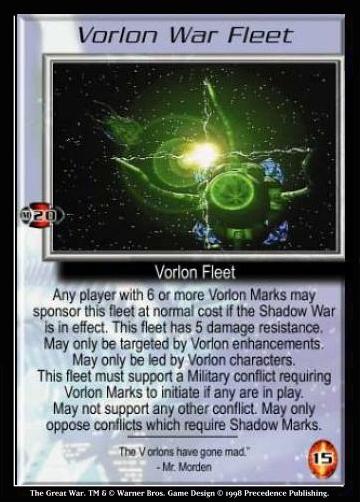 Vorlon War Fleet
20
Vorlon Fleet
Any player with 6 or more Vorlon Marks may
sponsor this fleet at normal cost if the Shadow War
is in effect. This fleet has 5 damage resistance.
May only be targeted by Vorlon enhancements.
May only be led by Vorlon characters.
This fleet must support a Military conflict requiring
Vorlon Marks to initiate if any are in play.
May not support any other conflict. May only
oppose conflicts which require Shadow Marks.
The V orlons have gone mad.”
- Mr. Morden
15
The Great War. TM & © Warner Bros. Game Design © 1998 Precedence Publishing.